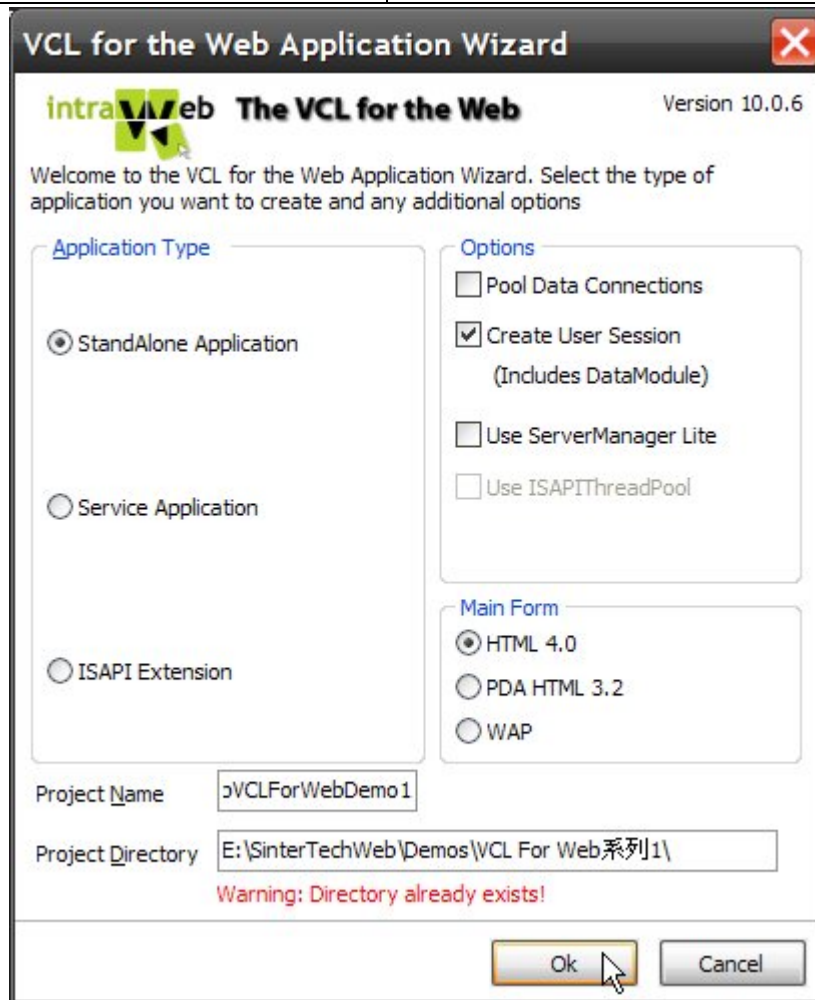 VCL for the Web Application Wizard
intraWeb The VCL for the Web Version 10.0.6
Welcome to the VCL for the Web Application Wizard. Select the type of
application you want to create and any additional options
Application Type
StandAlone Application
Service Application
ISAPI Extension
Options
Pool Data Connections
Create User Session
(Includes DataModule)
Use ServerManager Lite
Use ISAPIThreadPool
Main Form
HTML 4.0
PDA HTML 3.2
WAP
Project Name VCLForWebDemo1
Project Directory E:\SinterTechWeb\Demos\VCL For Web系列1\
Warning: Directory already exists!
Ok Cancel